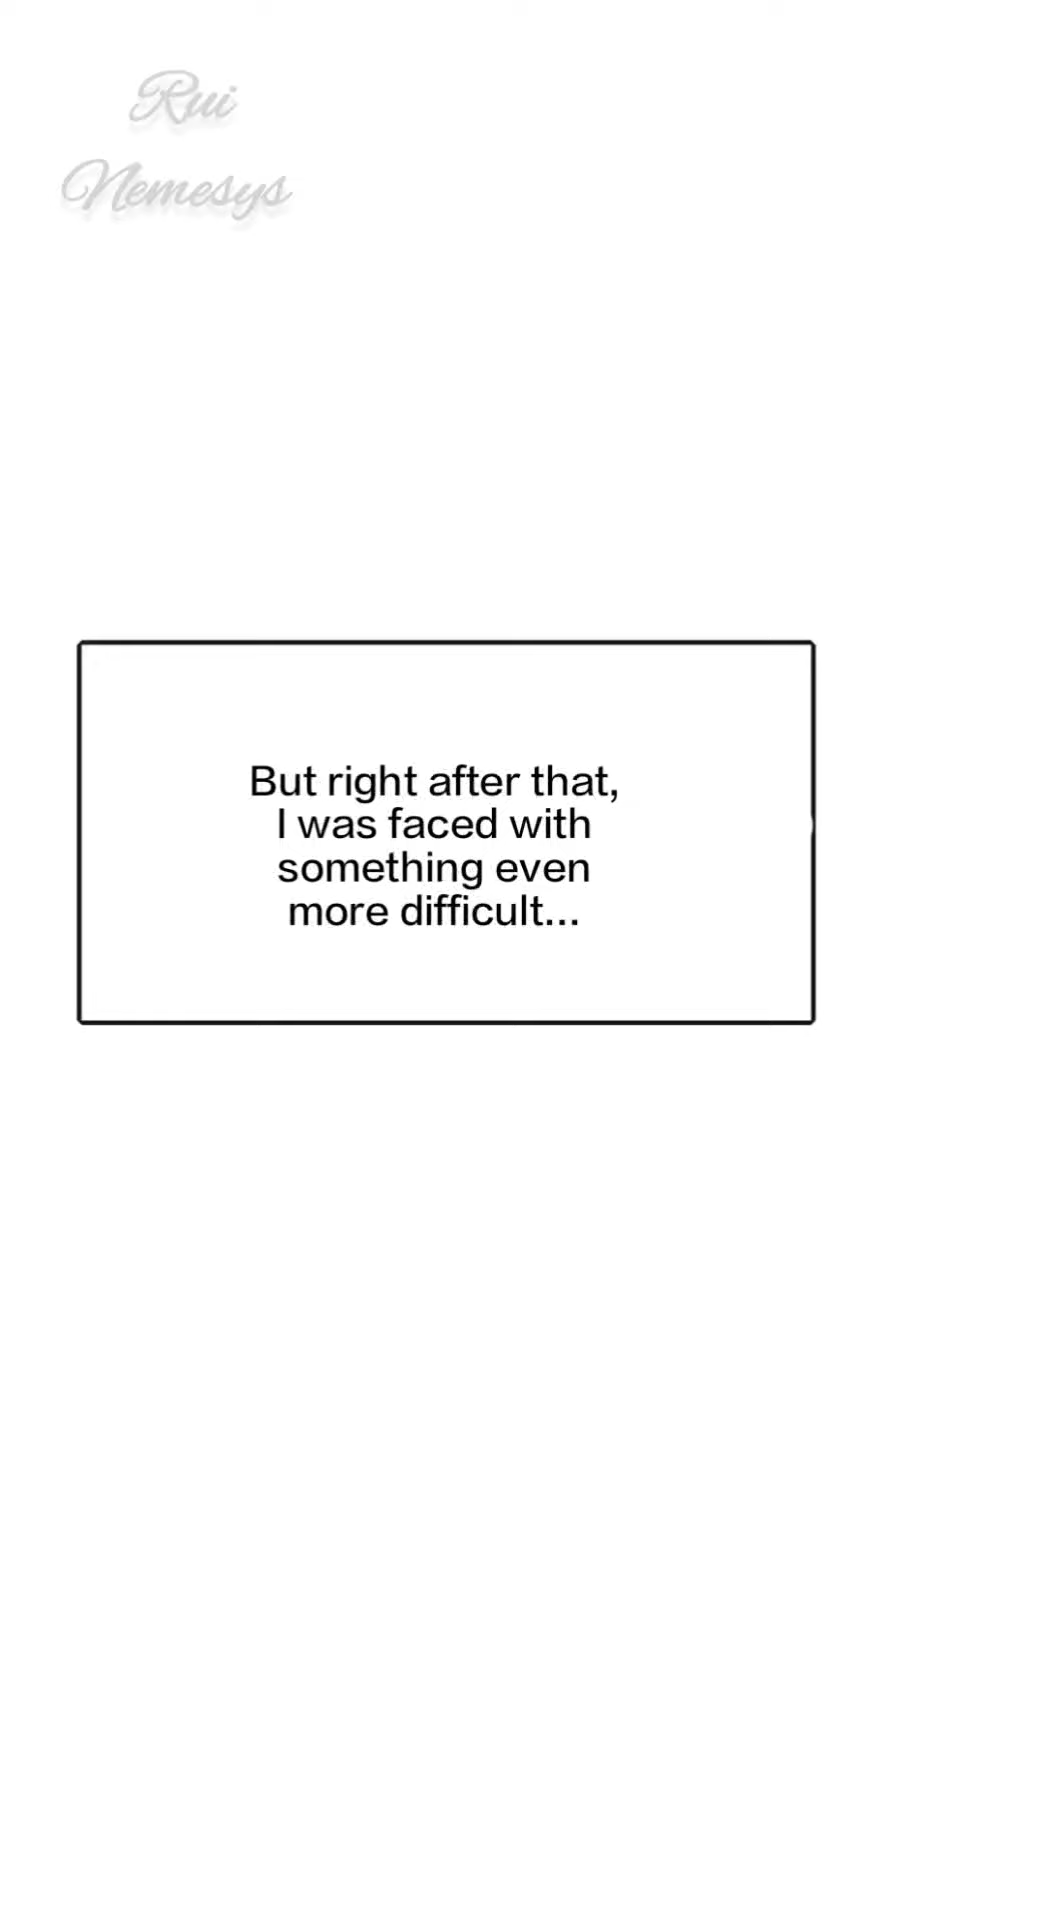 Rui
Nemesys
But right after that,
I was faced with
something even
more difficult...